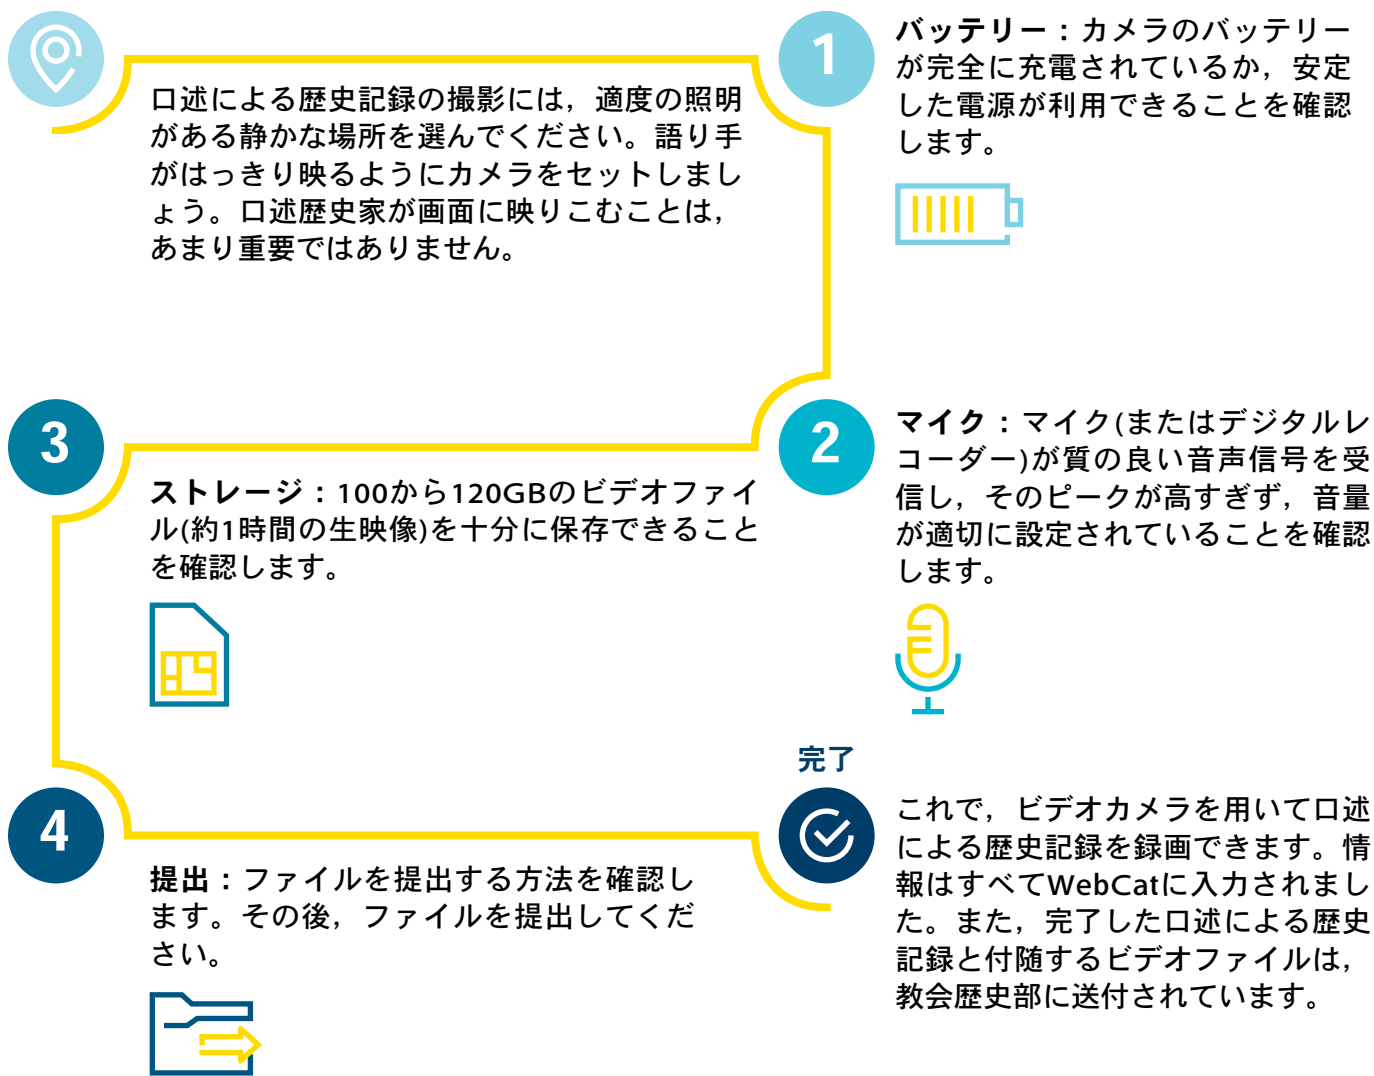 口述による歴史記録の撮影には，適度の照明
がある静かな場所を選んでください。語り手
がはっきり映るようにカメラをセットしまし
ょう。口述歴史家が画面に映りこむことは，
あまり重要ではありません。
1
バッテリー：カメラのバッテリー
が完全に充電されているか，安定
した電源が利用できることを確認
します。
2
マイク：マイク(またはデジタルレ
コーダー)が質の良い音声信号を受
信し，そのピークが高すぎず，音量
が適切に設定されていることを確認
します。
3
ストレージ：100から120GBのビデオファイ
ル(約1時間の生映像)を十分に保存できること
を確認します。
4
提出：ファイルを提出する方法を確認し
ます。その後，ファイルを提出してくだ
さい。
完了
これで，ビデオカメラを用いて口述
による歴史記録を録画できます。情
報はすべてWebCatに入力されまし
た。また，完了した口述による歴史
記録と付随するビデオファイルは，
教会歴史部に送付されています。